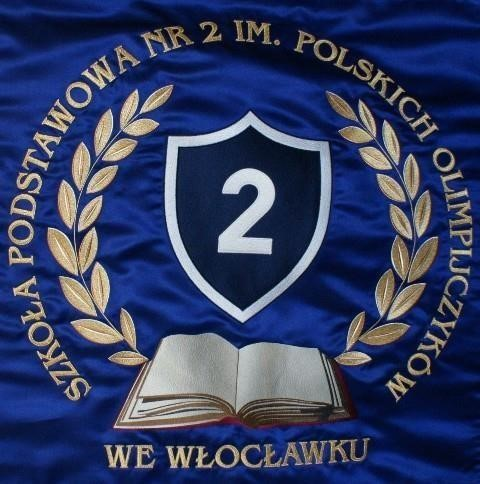 SZKOŁA PODSTAWOWA NR 2 IM. POLSKICH OLIMPIJCZYKÓW
2
WE WŁOCŁAWKU